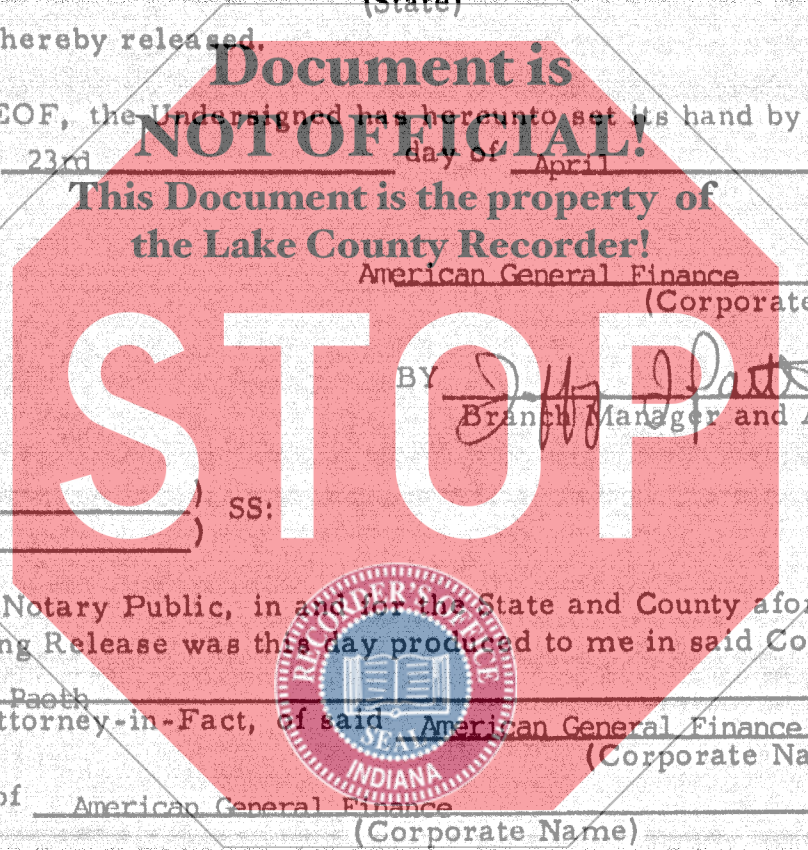 (State)
hereby released.
Document is
EOF, the Undersigned has hereunto set its hand by
NOT OFFICIAL!
23rd day of April
This Document is the property of
the Lake County Recorder!
American General Finance
(Corporate
STOP
BY
Branch Manager and A
) SS:
)
Notary Public, in and for the State and County afor
ng Release was this day produced to me in said Co
RECORDER'S OFFICE
Paeth
ttorney-in-Fact, of said American General Finance
SEAL
(Corporate Na
INDIANA
of American General Finance
(Corporate Name)